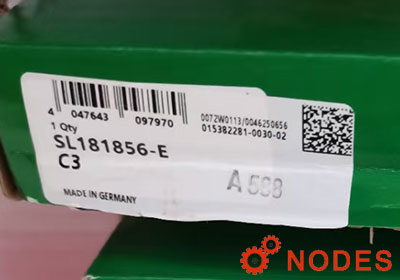 4 047643 097970
1 Qty
SL181856-E
C3
MADE IN GERMANY
0072W0113/0046250656
015382281-0030-02
A 588
NODES